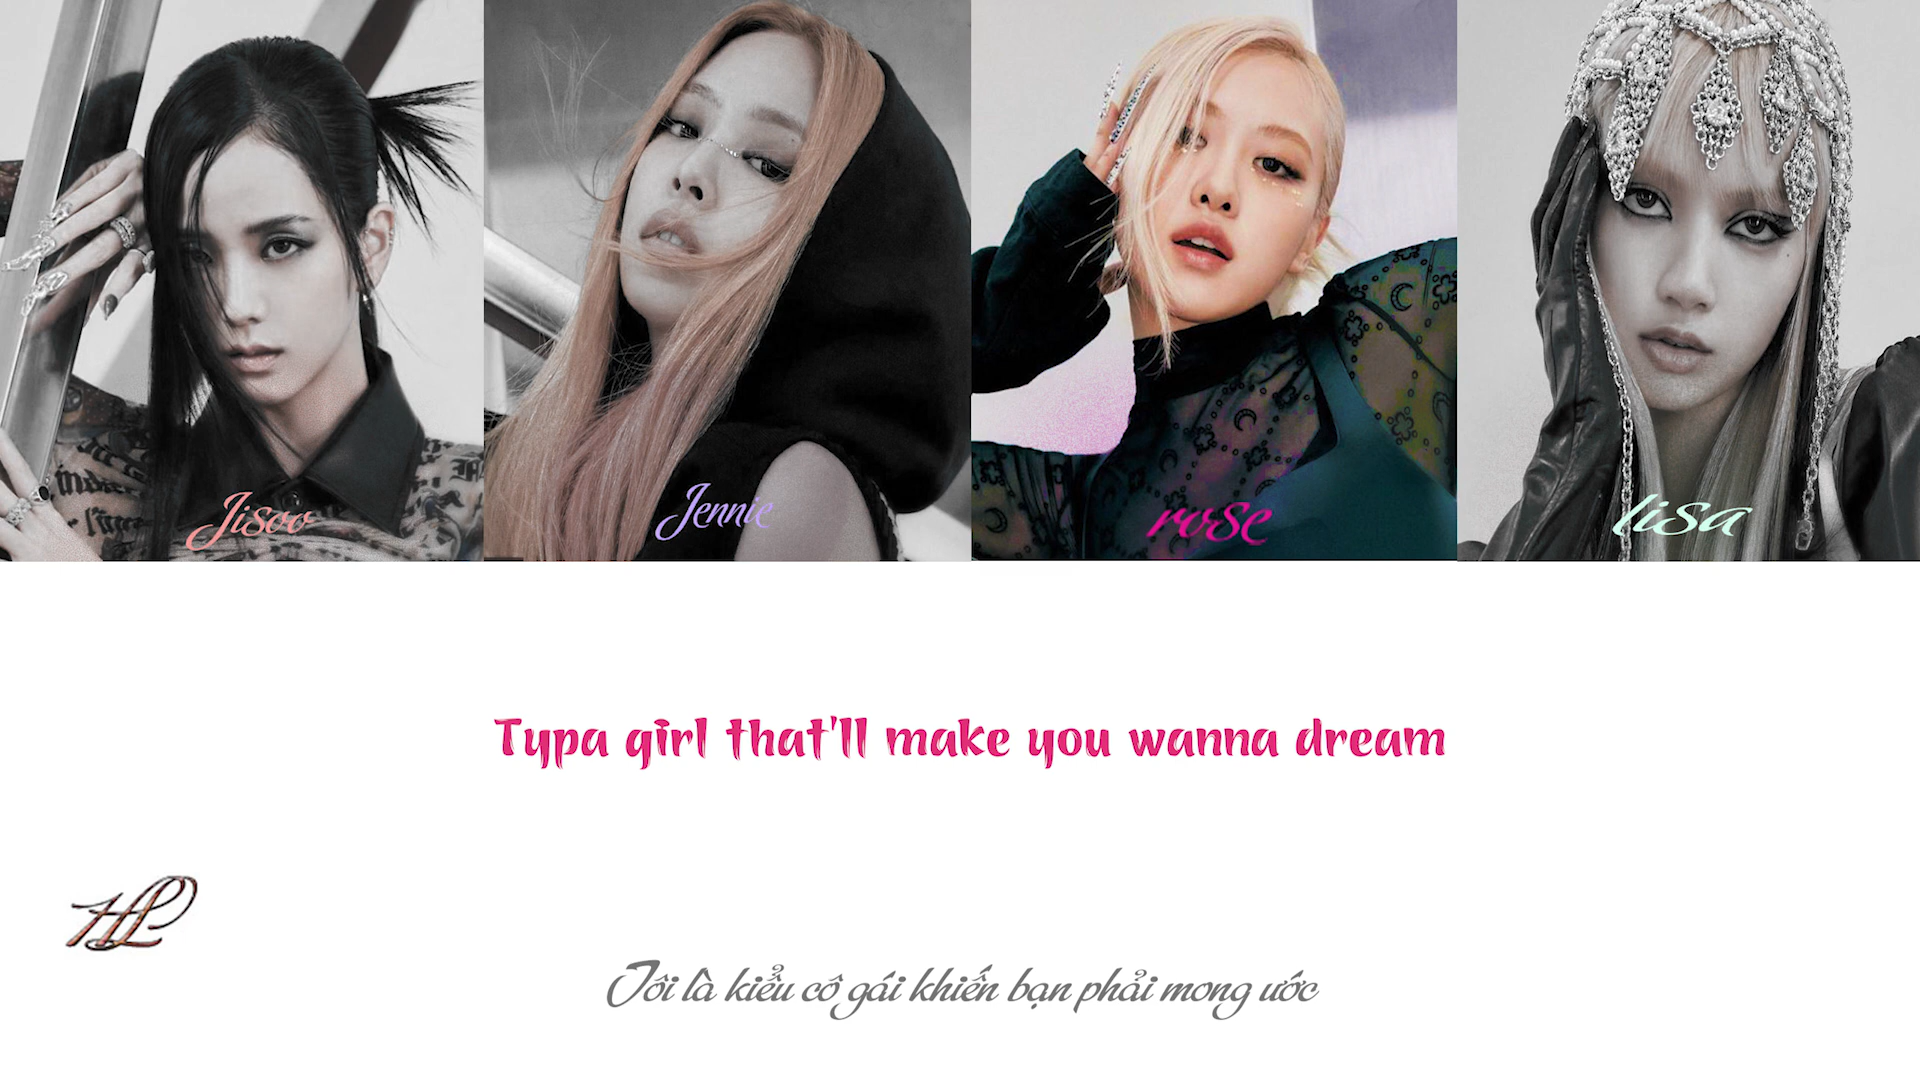 Jisoo
Jennie
rose
lisa
Typa girl that'll make you wanna dream
HL
Tôi là kiểu cô gái khiến bạn phải mong ước